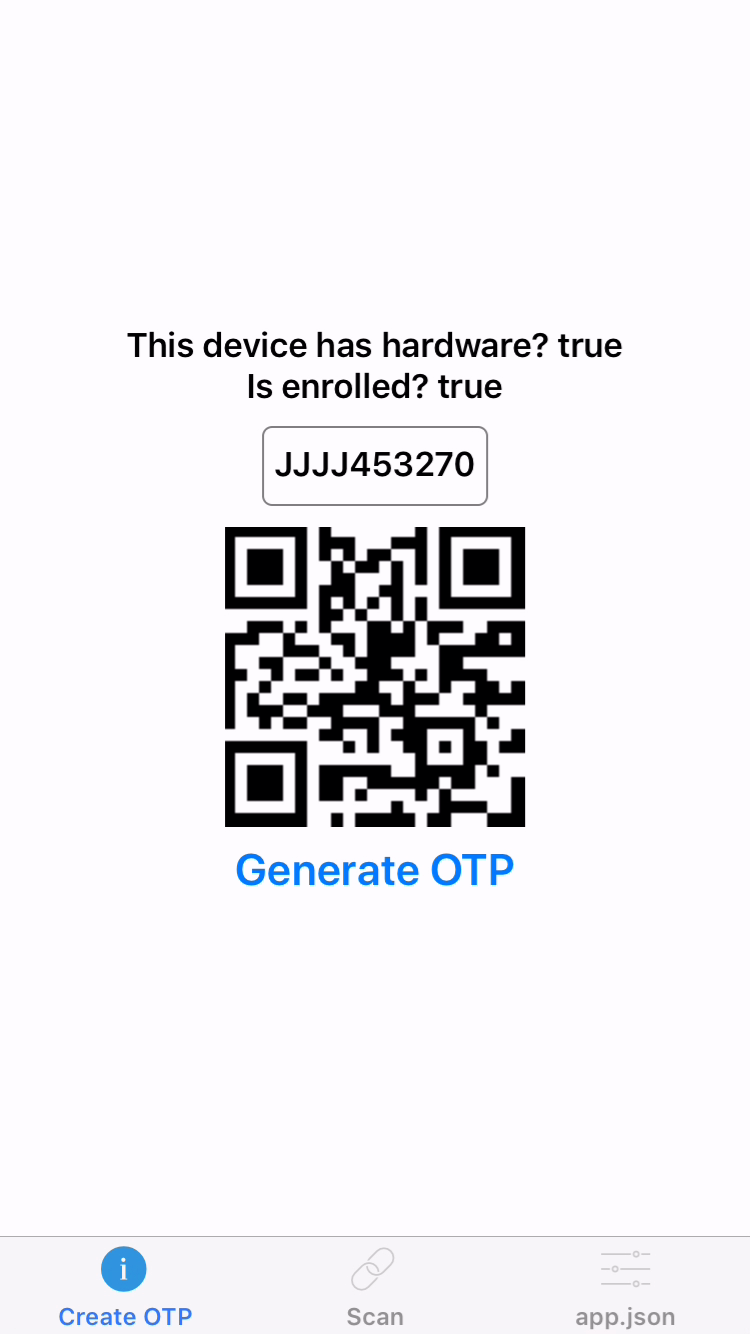 This device has hardware? true
Is enrolled? true
JJJJ453270
Generate OTP
Create OTP
Scan
app.json